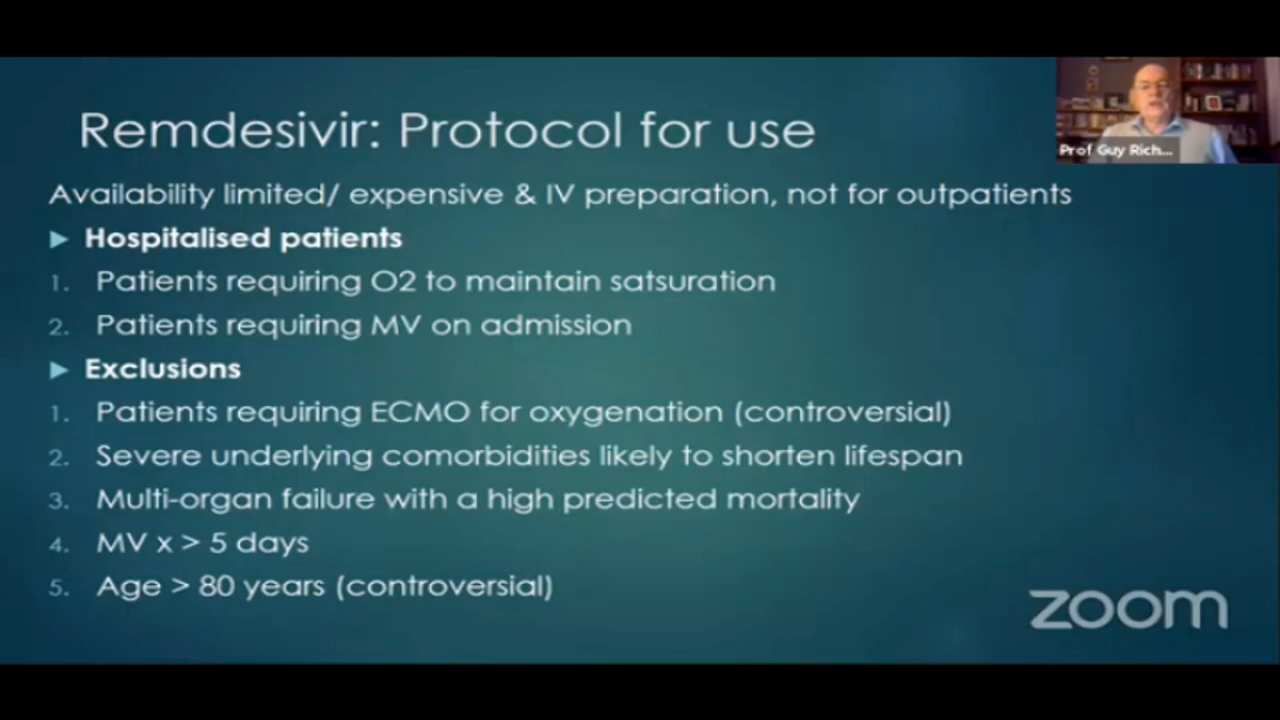 Remdesivir: Protocol for use
Prof Guy Rich...
Availability limited/ expensive & IV preparation, not for outpatients
► Hospitalised patients
1. Patients requiring O2 to maintain satsuration
2. Patients requiring MV on admission
► Exclusions
1. Patients requiring ECMO for oxygenation (controversial)
2. Severe underlying comorbidities likely to shorten lifespan
3. Multi-organ failure with a high predicted mortality
4. MV x > 5 days
5. Age > 80 years (controversial)
zoom